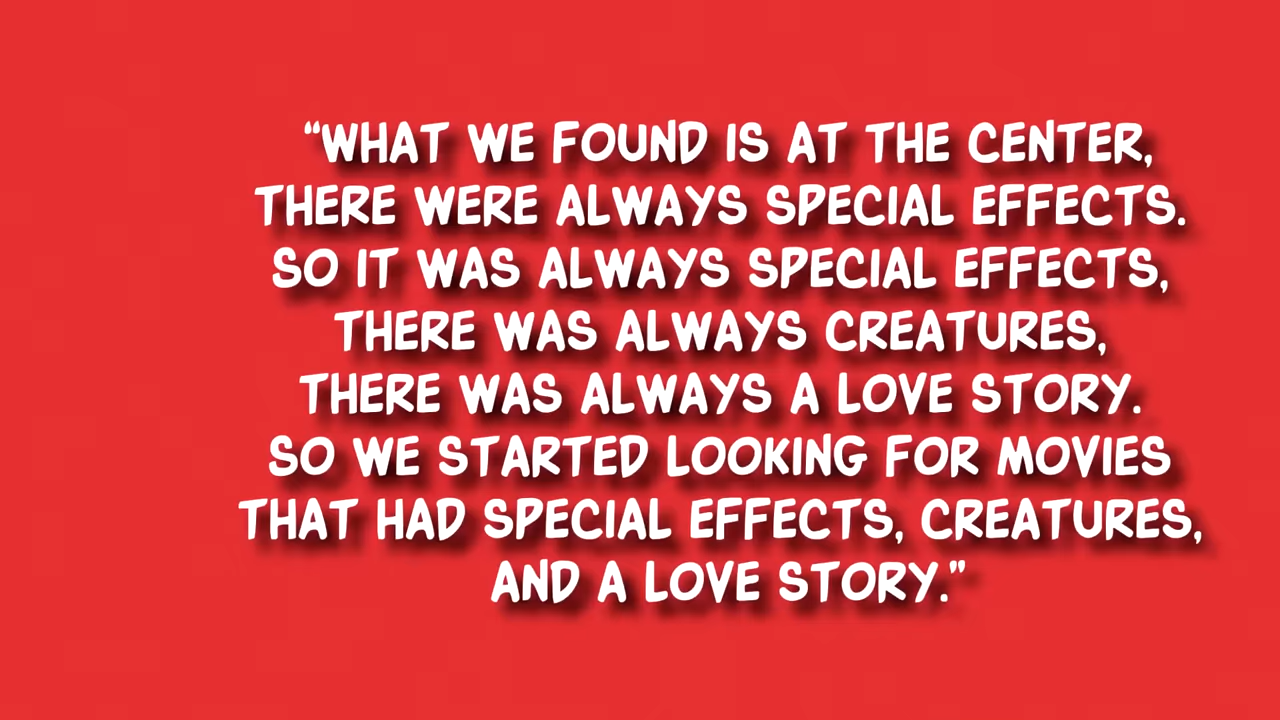 “WHAT WE FOUND IS AT THE CENTER,
THERE WERE ALWAYS SPECIAL EFFECTS.
SO IT WAS ALWAYS SPECIAL EFFECTS,
THERE WAS ALWAYS CREATURES,
THERE WAS ALWAYS A LOVE STORY.
SO WE STARTED LOOKING FOR MOVIES
THAT HAD SPECIAL EFFECTS, CREATURES,
AND A LOVE STORY.”